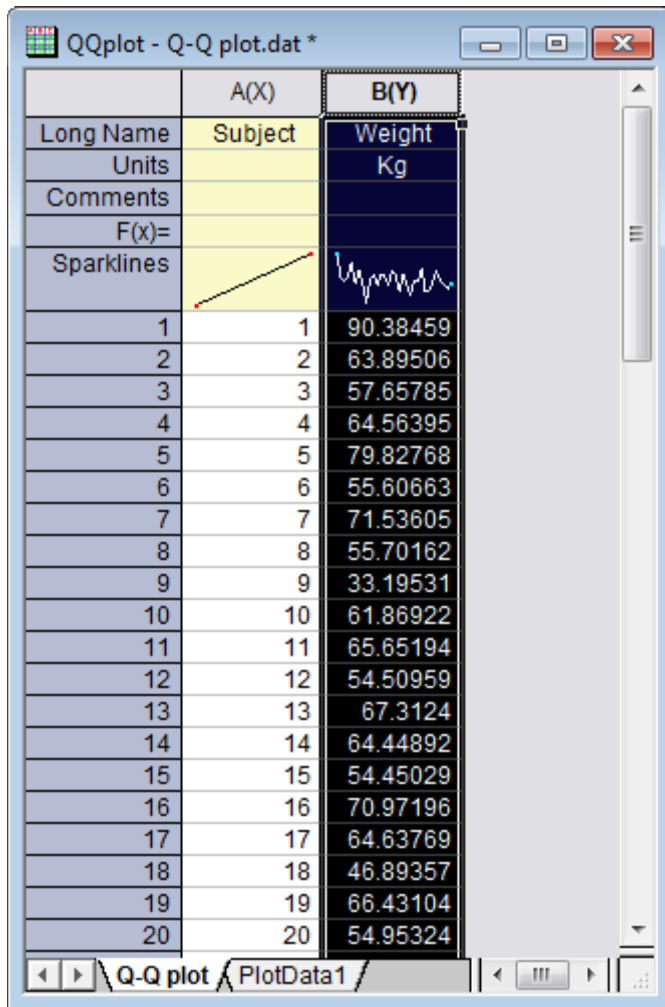 QQplot - Q-Q plot.dat *
A(X) B(Y)
Long Name Subject Weight
Units Kg
Comments
F(x)=
Sparklines
1 1 90.38459
2 2 63.89506
3 3 57.65785
4 4 64.56395
5 5 79.82768
6 6 55.60663
7 7 71.53605
8 8 55.70162
9 9 33.19531
10 10 61.86922
11 11 65.65194
12 12 54.50959
13 13 67.3124
14 14 64.44892
15 15 54.45029
16 16 70.97196
17 17 64.63769
18 18 46.89357
19 19 66.43104
20 20 54.95324
Q-Q plot PlotData1